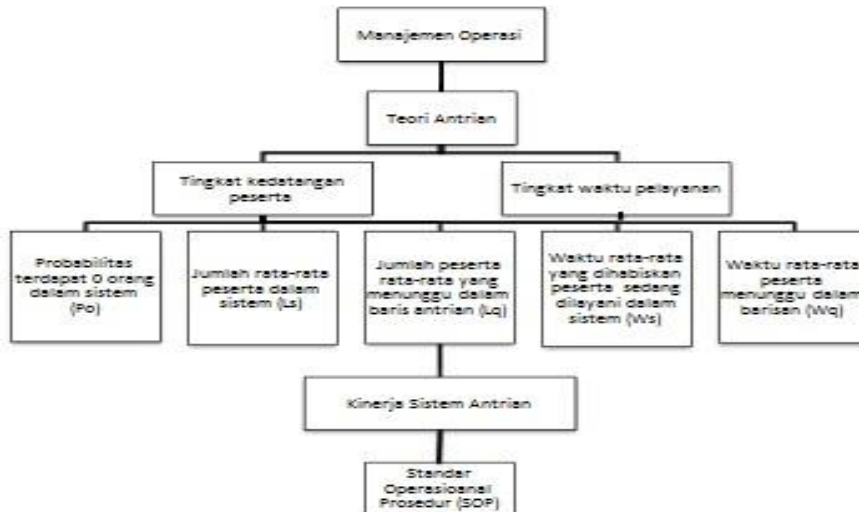 Manajemen Operasi
Teori Antrian
Tingkat kedatangan
peserta
Tingkat waktu pelayanan
Probabilitas
terdapat 0 orang
dalam sistem
(Po)
Jumlah rata-rata
peserta dalam
sistem (Ls)
Jumlah peserta
rata-rata yang
menunggu dalam
baris antrian (Lq)
Waktu rata-rata
yang dihabiskan
peserta sedang
dilayani dalam
sistem (Ws)
Waktu rata-rata
peserta
menunggu dalam
barisan (Wq)
Kinerja Sistem Antrian
Standar
Operasioanal
Prosedur (SOP)